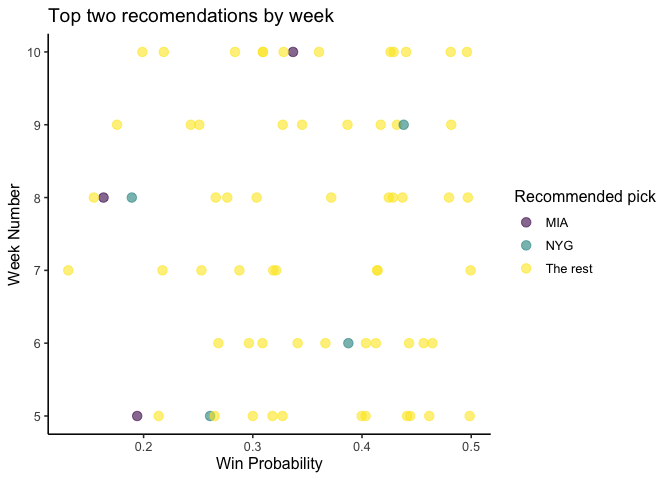 Top two recomendations by week
10
9
8
7
6
5
Week Number
0.2
0.3
0.4
0.5
Win Probability
Recommended pick
MIA
NYG
The rest